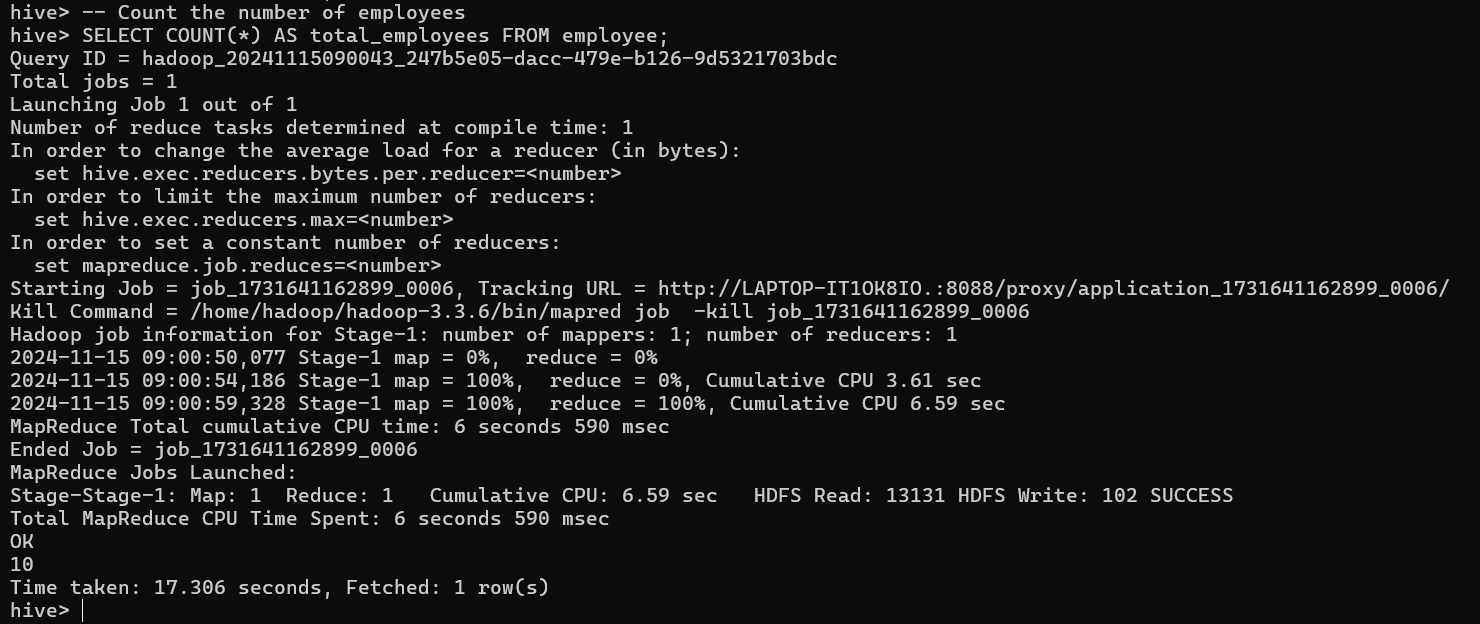 hive> -- Count the number of employees
hive> SELECT COUNT(*) AS total_employees FROM employee;
Query ID = hadoop_20241115090043_247b5e05-dacc-479e-b126-9d5321703bdc
Total jobs = 1
Launching Job 1 out of 1
Number of reduce tasks determined at compile time: 1
In order to change the average load for a reducer (in bytes):
  set hive.exec.reducers.bytes.per.reducer=<number>
In order to limit the maximum number of reducers:
  set hive.exec.reducers.max=<number>
In order to set a constant number of reducers:
  set mapreduce.job.reduces=<number>
Starting Job = job_1731641162899_0006, Tracking URL = http://LAPTOP-IT1OK8IO.:8088/proxy/application_1731641162899_0006/
Kill Command = /home/hadoop/hadoop-3.3.6/bin/mapred job  -kill job_1731641162899_0006
Hadoop job information for Stage-1: number of mappers: 1; number of reducers: 1
2024-11-15 09:00:50,077 Stage-1 map = 0%,  reduce = 0%
2024-11-15 09:00:54,186 Stage-1 map = 100%,  reduce = 0%, Cumulative CPU 3.61 sec
2024-11-15 09:00:59,328 Stage-1 map = 100%,  reduce = 100%, Cumulative CPU 6.59 sec
MapReduce Total cumulative CPU time: 6 seconds 590 msec
Ended Job = job_1731641162899_0006
MapReduce Jobs Launched:
Stage-Stage-1: Map: 1  Reduce: 1   Cumulative CPU: 6.59 sec   HDFS Read: 13131 HDFS Write: 102 SUCCESS
Total MapReduce CPU Time Spent: 6 seconds 590 msec
OK
10
Time taken: 17.306 seconds, Fetched: 1 row(s)
hive>